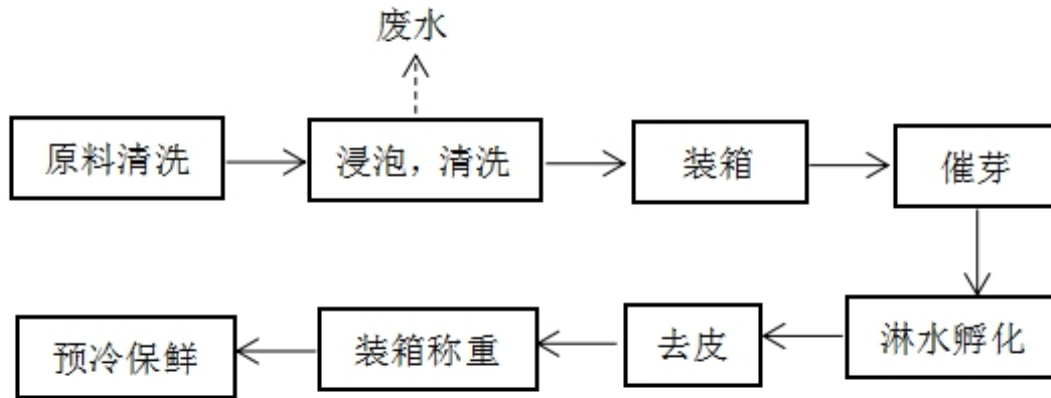 废水
原料清洗
浸泡，清洗
装箱
催芽
淋水孵化
去皮
装箱称重
预冷保鲜